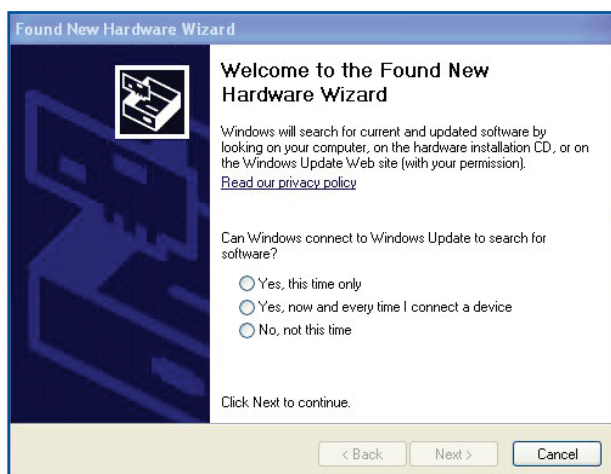 Found New Hardware Wizard
Welcome to the Found New
Hardware Wizard
Windows will search for current and updated software by
looking on your computer, on the hardware installation CD, or on
the Windows Update Web site (with your permission).
Read our privacy policy
Can Windows connect to Windows Update to search for
software?
Yes, this time only
Yes, now and every time I connect a device
No, not this time
Click Next to continue.
< Back Next > Cancel